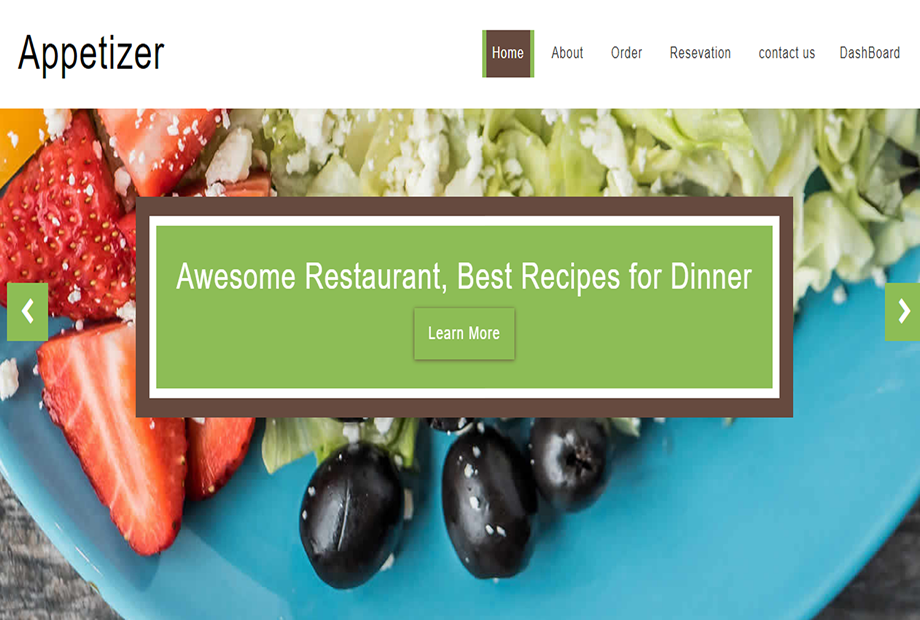 Appetizer
Home About Order Resevation contact us DashBoard
Awesome Restaurant, Best Recipes for Dinner
Learn More